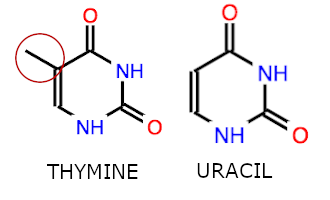 O O
NH NH
NH O NH O
THYMINE URACIL